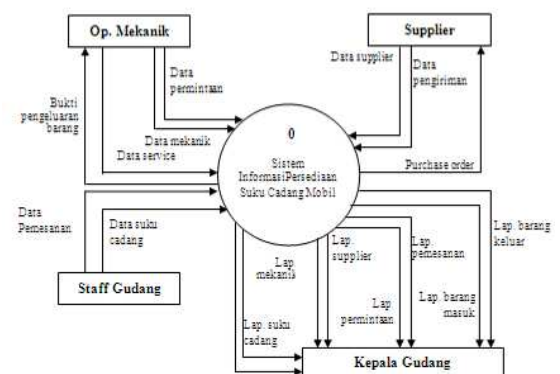 Op. Mekanik
Supplier
Data supplier
Data
pengiriman
Data
permintaan
Bukti
pengeluaran
barang
Data mekanik
Data service
0
Sistem
InformasiPersediaan
Suku Cadang Mobil
Purchase order
Data
Pemesanan
Data suku
cadang
Staff Gudang
Lap
mekanik
Lap.
supplier
Lap.
pemesanan
Lap. barang
keluar
Lap
permintaan
Lap barang
masuk
Lap suku
cadang
Kepala Gudang